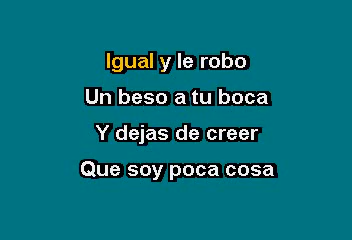 Igual y le robo
Un beso a tu boca
Y dejas de creer
Que soy poca cosa